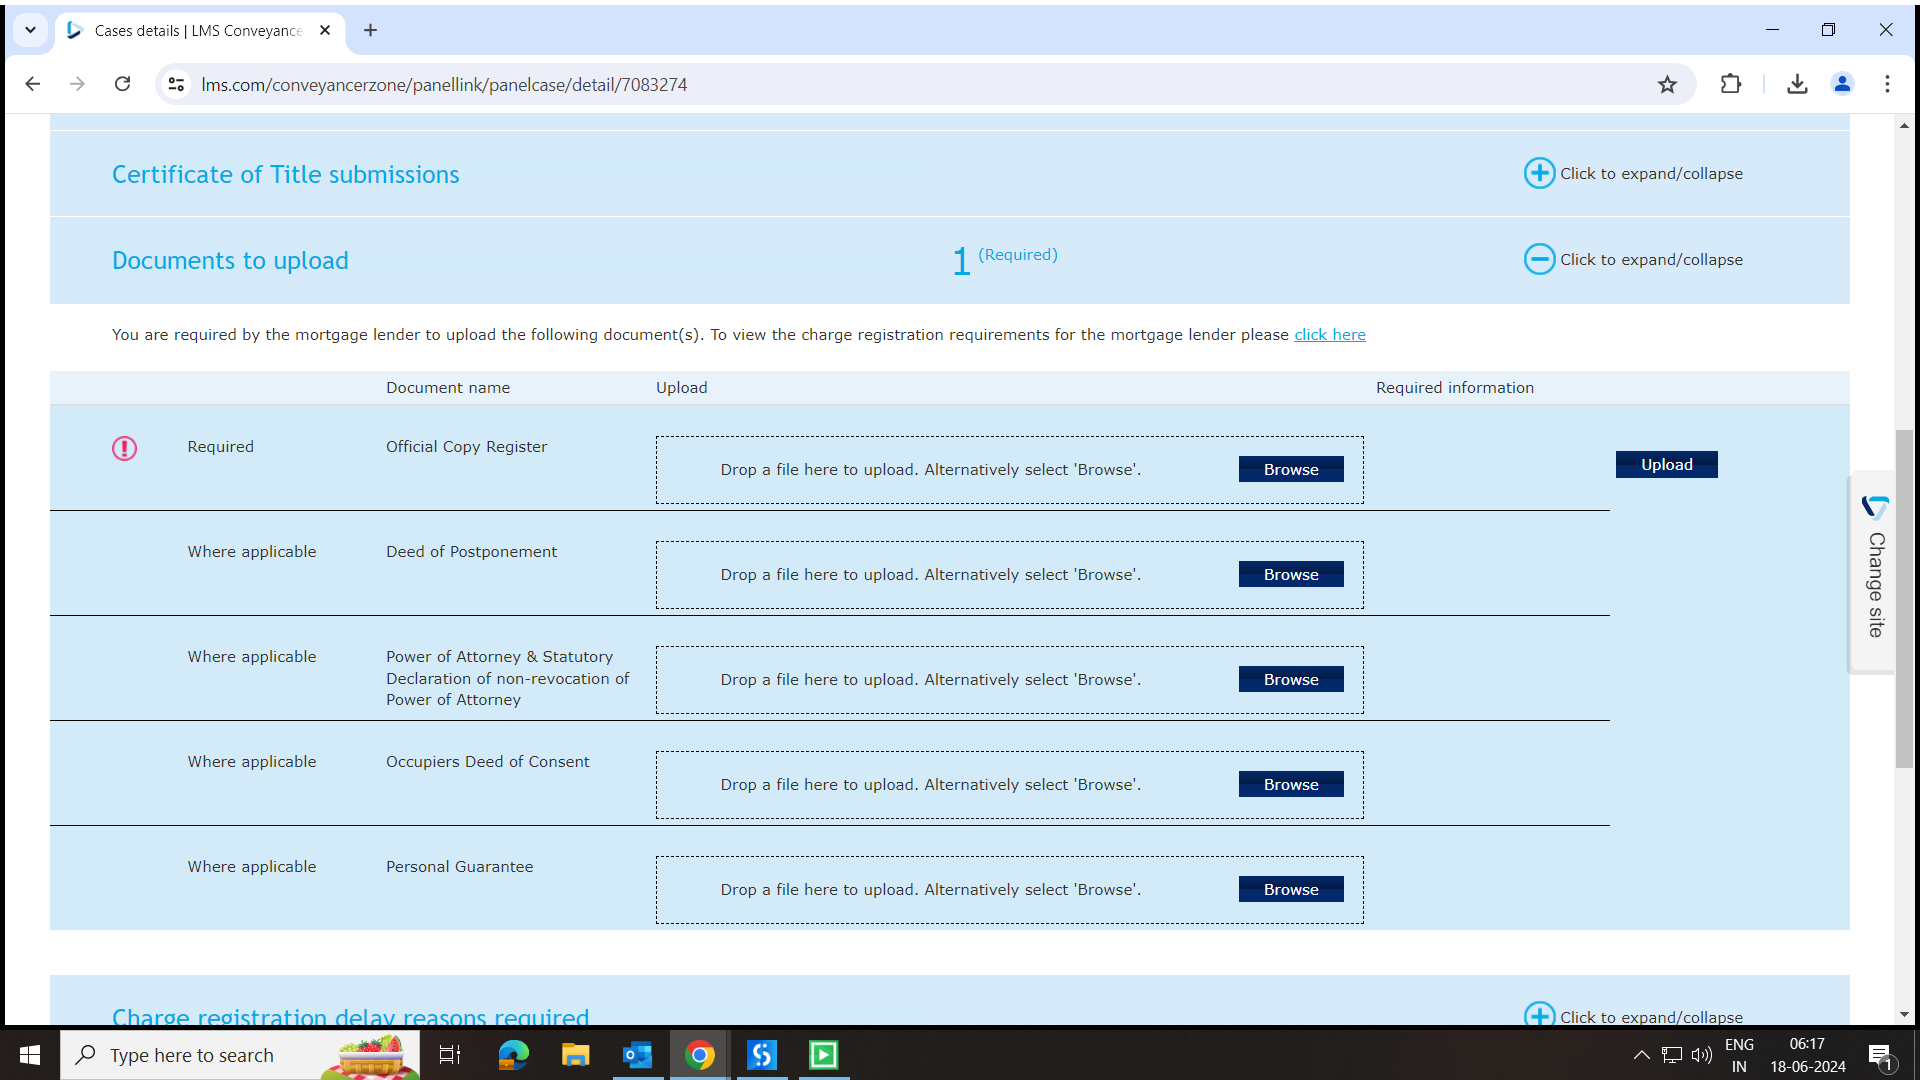 Cases details | LMS Conveyance
lms.com/conveyancerzone/panellink/panelcase/detail/7083274
Certificate of Title submissions
Click to expand/collapse
Documents to upload
1 (Required)
Click to expand/collapse
You are required by the mortgage lender to upload the following document(s). To view the charge registration requirements for the mortgage lender please click here
Document name Upload Required information
Required Official Copy Register Drop a file here to upload. Alternatively select 'Browse'. Browse Upload
Where applicable Deed of Postponement Drop a file here to upload. Alternatively select 'Browse'. Browse
Where applicable Power of Attorney & Statutory
Declaration of non-revocation of
Power of Attorney
Drop a file here to upload. Alternatively select 'Browse'. Browse
Where applicable Occupiers Deed of Consent Drop a file here to upload. Alternatively select 'Browse'. Browse
Where applicable Personal Guarantee Drop a file here to upload. Alternatively select 'Browse'. Browse
Change site
Charge registration delay reasons required
Click to expand/collapse
Type here to search
ENG
IN
06:17
18-06-2024
1